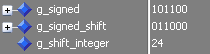 g_signed 101100
g_signed_shift 011000
g_shift_integer 24